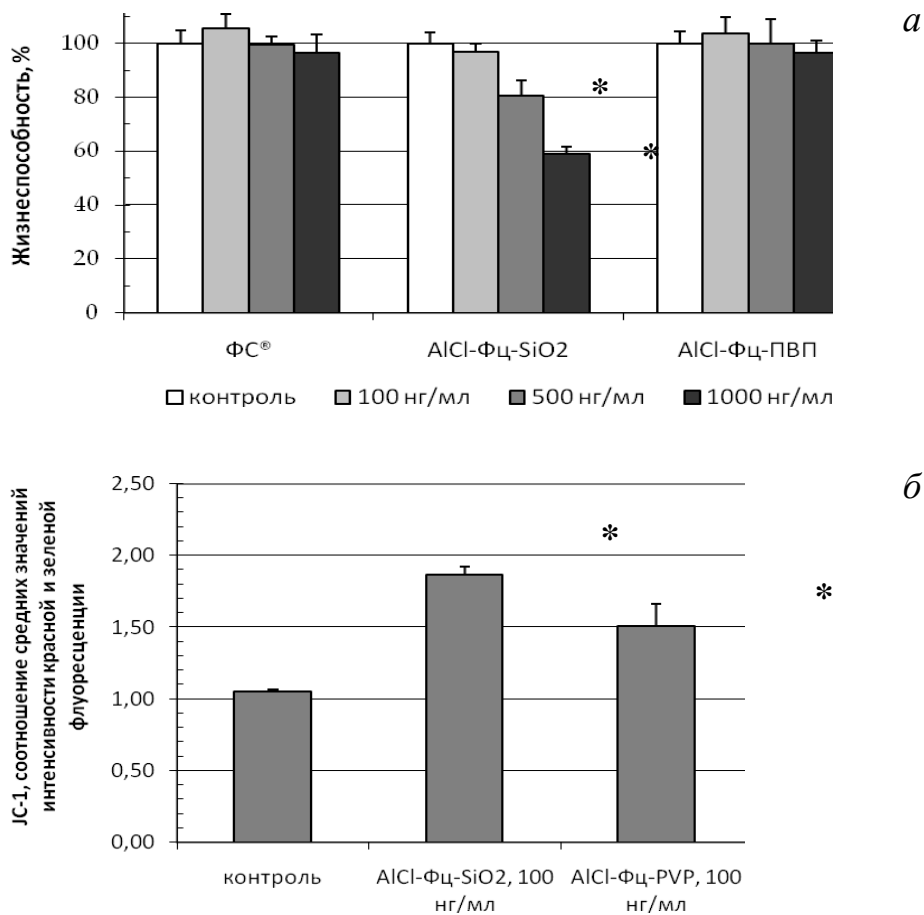 а
Жизнеспособность, %
100
80
60
40
20
0
ФС®
AlCl-Фц-SiO2
AlCl-Фц-ПВП
*
*
контроль
100 нг/мл
500 нг/мл
1000 нг/мл
б
JC-1, соотношение средних значений
интенсивности красной и зеленой
флуоресценции
2,50
2,00
1,50
1,00
0,50
0,00
*
*
контроль
AlCl-Фц-SiO2, 100
нг/мл
AlCl-Фц-PVP, 100
нг/мл